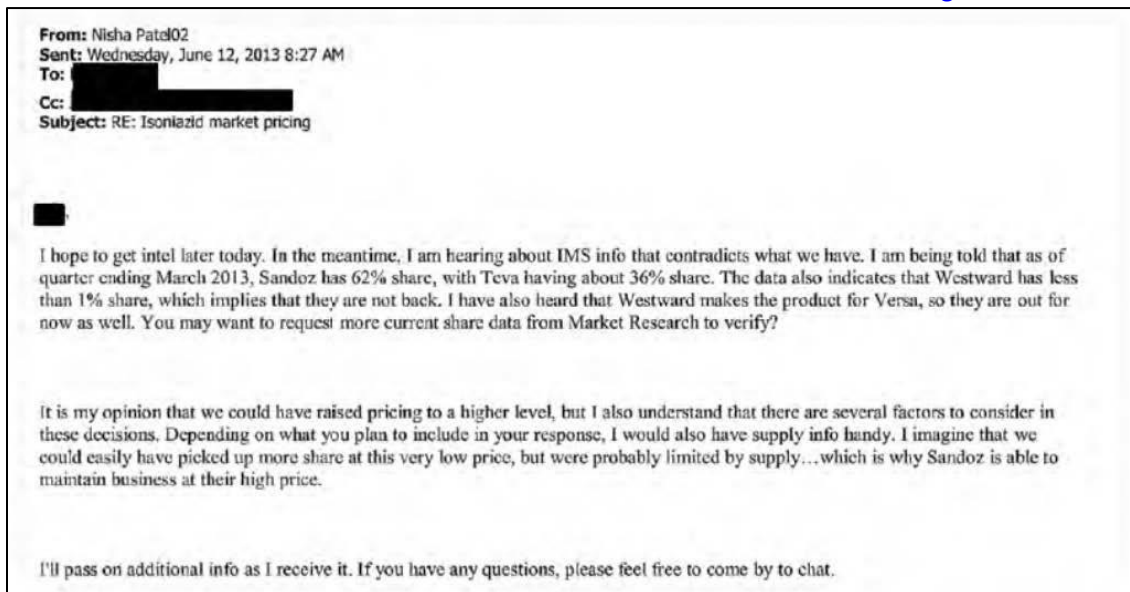 From: Nisha Patel02
Sent: Wednesday, June 12, 2013 8:27 AM
To:
Cc:
Subject: RE: Isoniazid market pricing
I hope to get intel later today. In the meantime, I am hearing about IMS info that contradicts what we have. I am being told that as of
quarter ending March 2013, Sandoz has 62% share, with Teva having about 36% share. The data also indicates that Westward has less
than 1% share, which implies that they are not back. I have also heard that Westward makes the product for Versa, so they are out for
now as well. You may want to request more current share data from Market Research to verify?
It is my opinion that we could have raised pricing to a higher level, but I also understand that there are several factors to consider in
these decisions. Depending on what you plan to include in your response, I would also have supply info handy. I imagine that we
could easily have picked up more share at this very low price, but were probably limited by supply…which is why Sandoz is able to
maintain business at their high price.
I'll pass on additional info as I receive it. If you have any questions, please feel free to come by to chat.